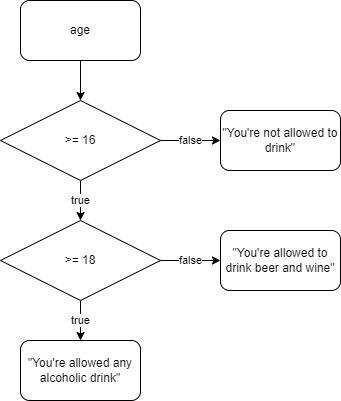 age
>= 16
false
"You're not allowed to
drink"
true
>= 18
false
"You're allowed to
drink beer and wine"
true
"You're allowed any
alcoholic drink"